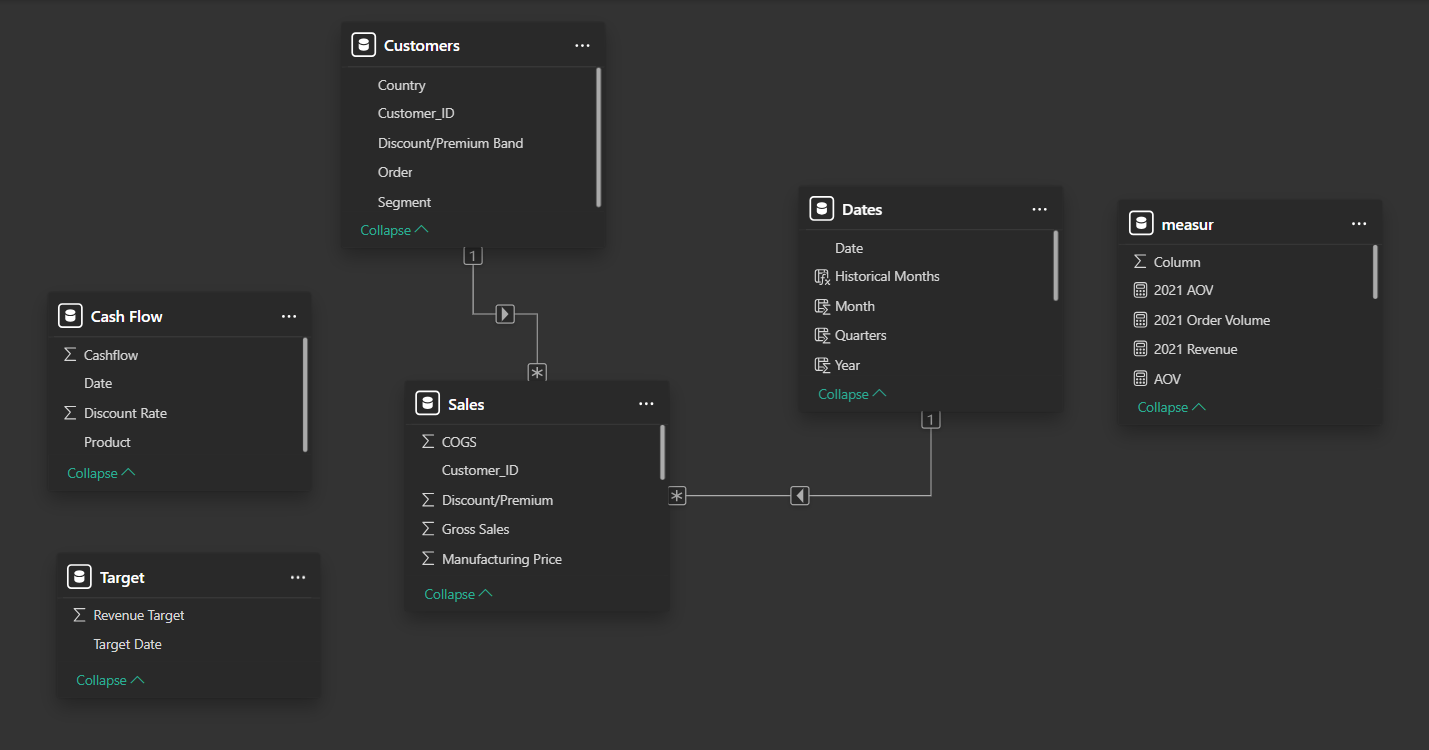 Customers
Country
Customer_ID
Discount/Premium Band
Order
Segment
Collapse
1
*
Cash Flow
Cashflow
Date
Discount Rate
Product
Collapse
Target
Revenue Target
Target Date
Collapse
Sales
COGS
Customer_ID
Discount/Premium
Gross Sales
Manufacturing Price
Collapse
*
Dates
Date
Historical Months
Month
Quarters
Year
Collapse
1
measur
Column
2021 AOV
2021 Order Volume
2021 Revenue
AOV
Collapse